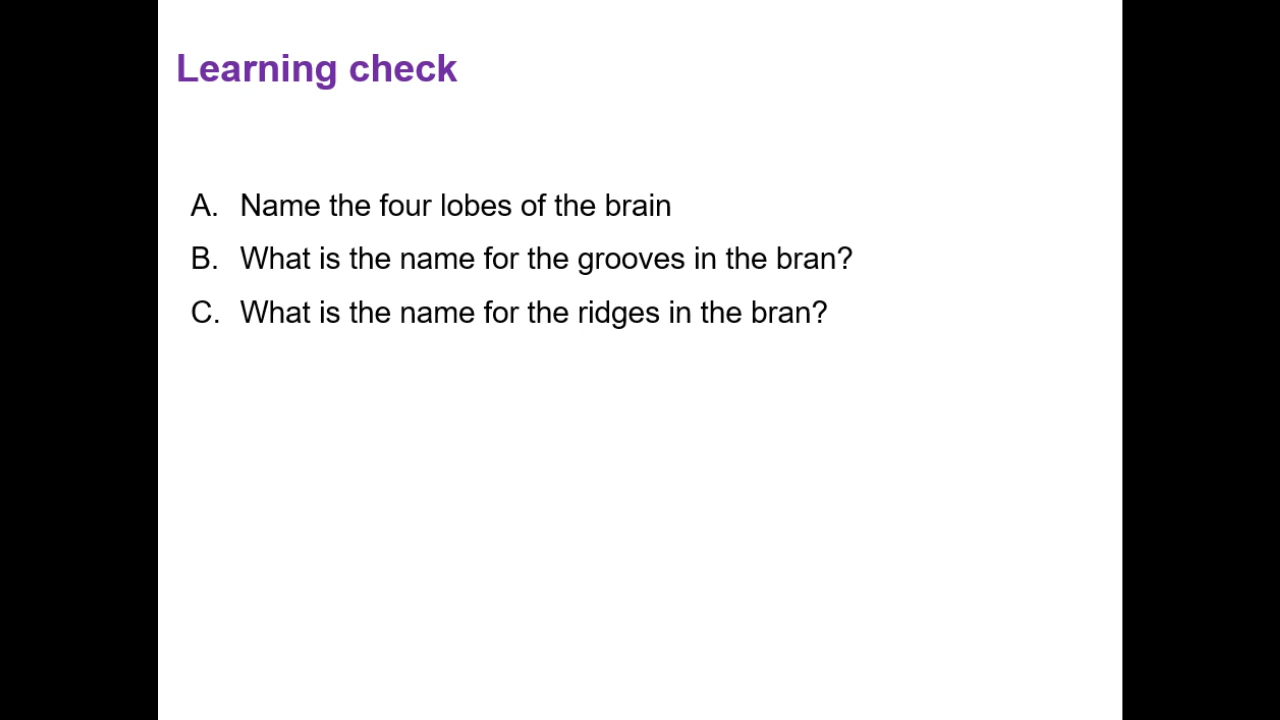 Learning check
A. Name the four lobes of the brain
B. What is the name for the grooves in the bran?
C. What is the name for the ridges in the bran?